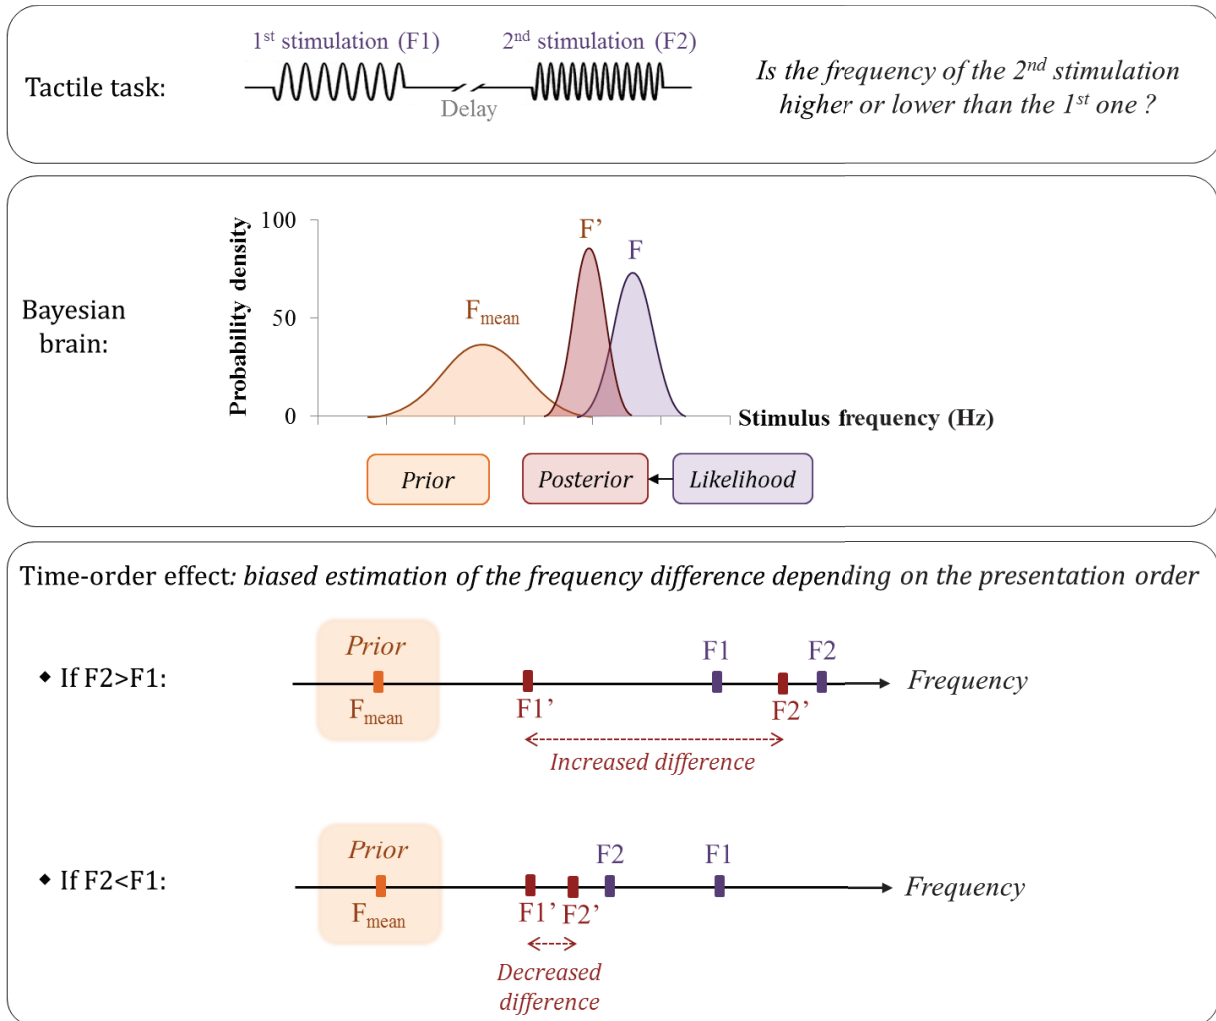 1st stimulation (F1)
2nd stimulation (F2)
Tactile task:
Delay
Is the frequency of the 2nd stimulation
higher or lower than the 1st one ?
Bayesian
brain:
Probability density
100
50
0
Fmean
F’
F
Stimulus frequency (Hz)
Prior
Posterior
Likelihood
Time-order effect: biased estimation of the frequency difference depending on the presentation order
◆ If F2>F1:
Prior
Fmean
F1’
F1
F2’
F2
Frequency
Increased difference
◆ If F2<F1:
Prior
Fmean
F1’
F2’
F2
F1
Frequency
Decreased
difference